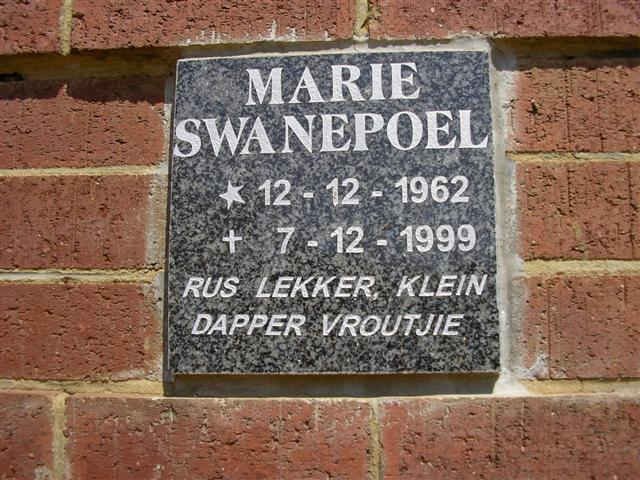 MARIE
SWANEPOEL
★ 12 - 12 - 1962
✝ 7 - 12 - 1999
RUS LEKKER, KLEIN
DAPPER VROUTJIE